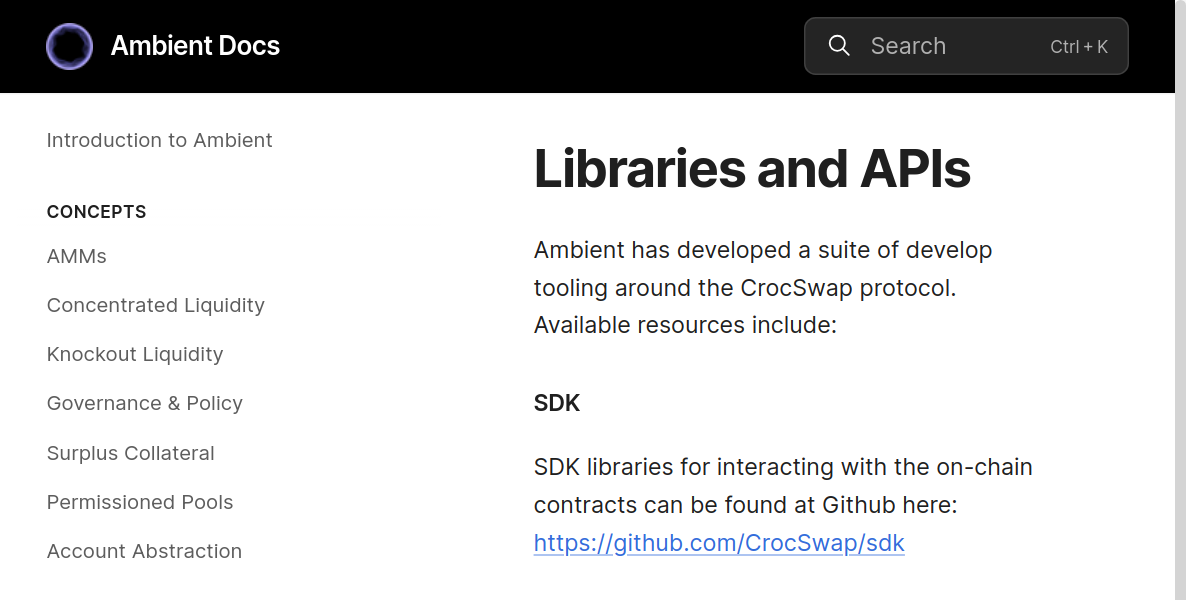 Ambient Docs
Search
Ctrl + K
Introduction to Ambient
CONCEPTS
AMMs
Concentrated Liquidity
Knockout Liquidity
Governance & Policy
Surplus Collateral
Permissioned Pools
Account Abstraction
Libraries and APIs
Ambient has developed a suite of develop
tooling around the CrocSwap protocol.
Available resources include:
SDK
SDK libraries for interacting with the on-chain
contracts can be found at Github here:
https://github.com/CrocSwap/sdk